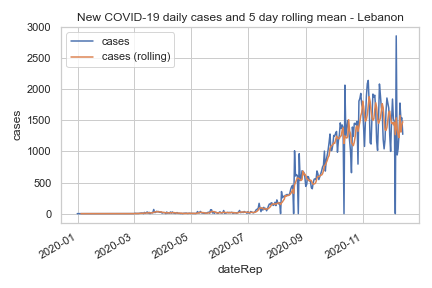 New COVID-19 daily cases and 5 day rolling mean - Lebanon
cases
cases (rolling)
3000
2500
2000
1500
1000
500
0
cases
2020-01
2020-03
2020-05
2020-07
2020-09
2020-11
dateRep